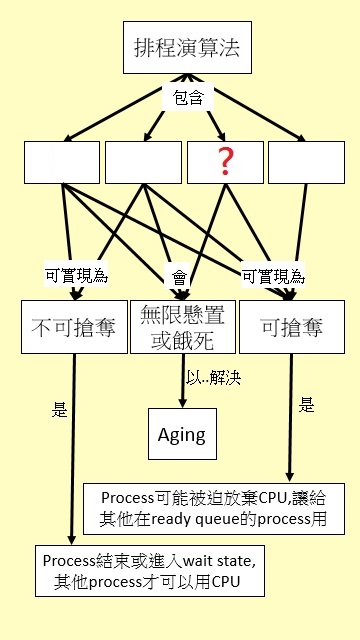 排程演算法
包含
?
可實現為
會
可實現為
不可搶奪
無限懸置
或餓死
可搶奪
以..解決
是
是
Aging
Process可能被迫放棄CPU,讓給
其他在ready queue的process用
Process結束或進入wait state,
其他process才可以用CPU